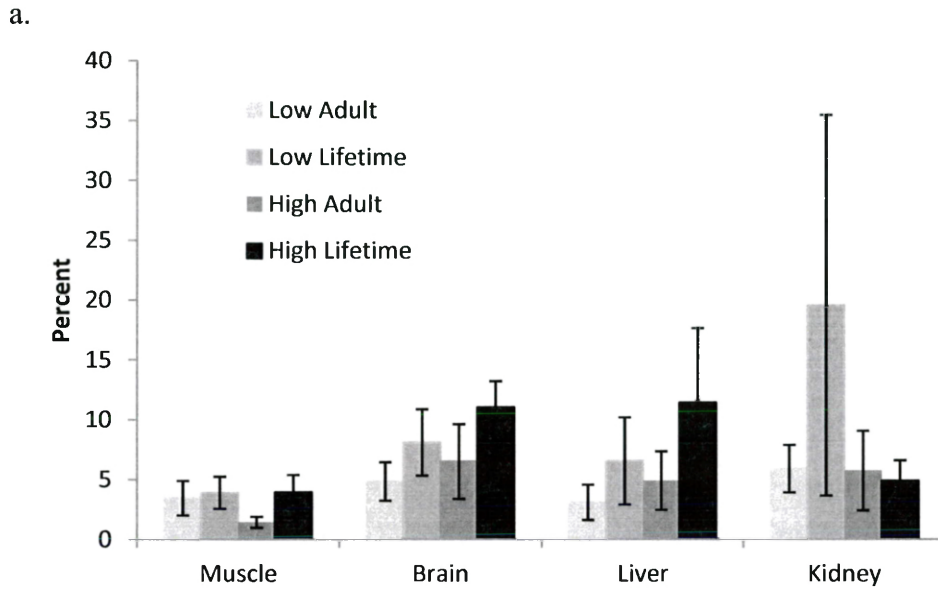 a.
40
35
30
25
20
15
10
5
0
Percent
Low Adult
Low Lifetime
High Adult
High Lifetime
Muscle
Brain
Liver
Kidney